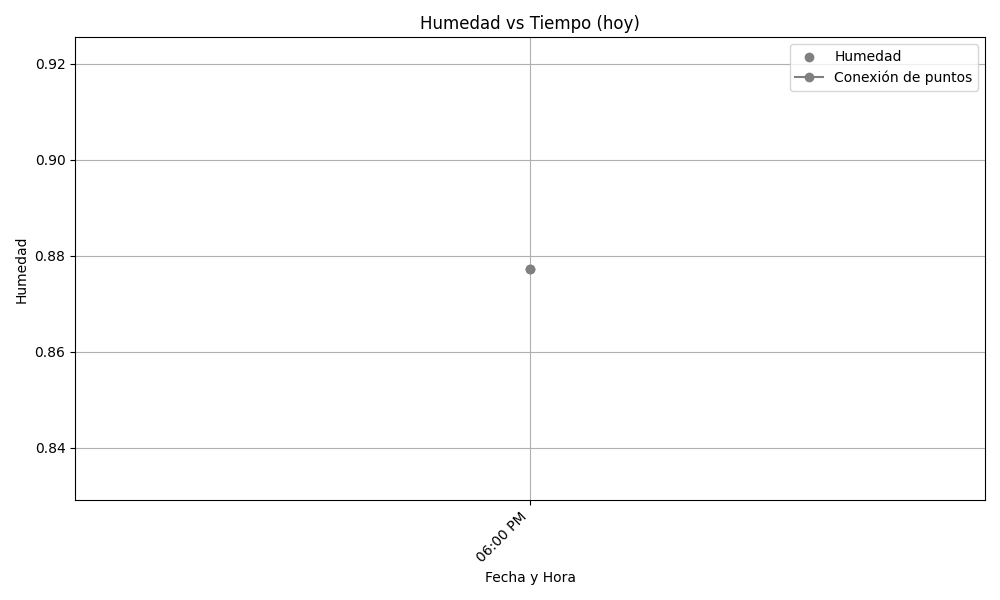 Humedad vs Tiempo (hoy)
Humedad
Conexión de puntos
0.92
0.90
0.88
0.86
0.84
Humedad
06:00 PM
Fecha y Hora